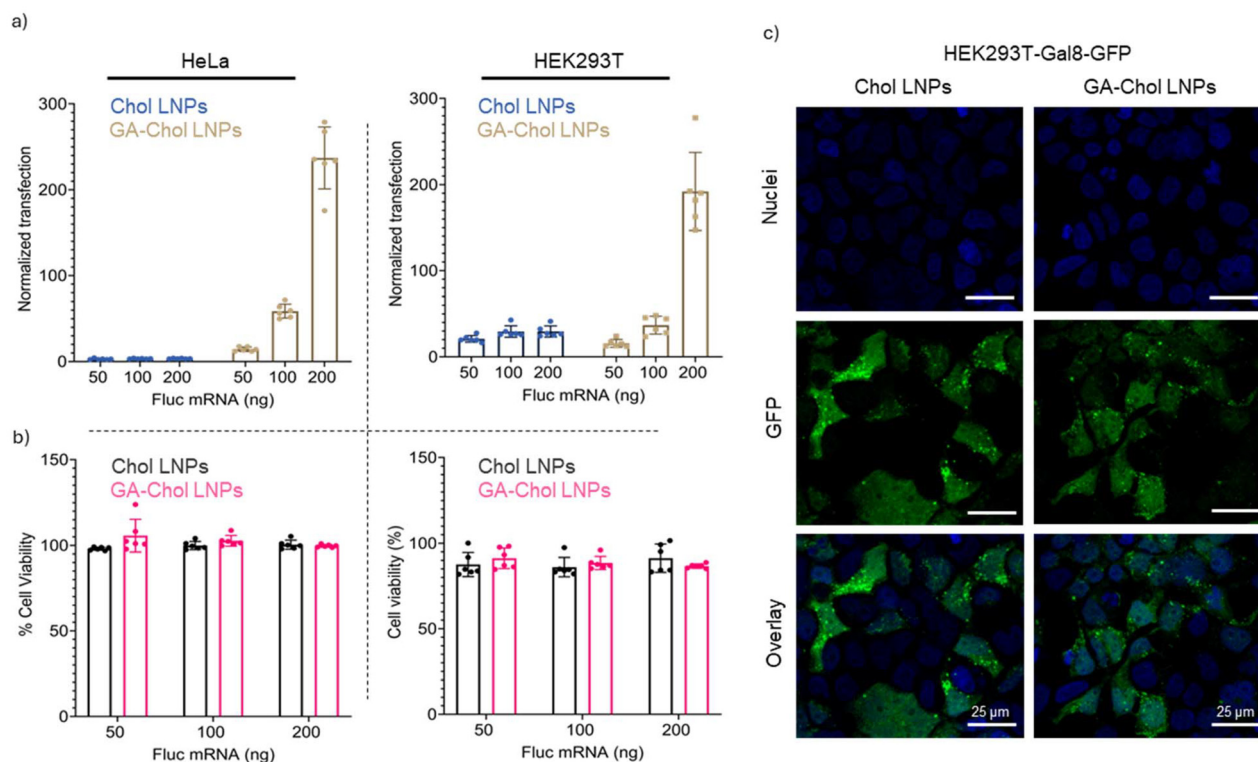 a)
HeLa
Chol LNPs
GA-Chol LNPs
Normalized transfection
300
200
100
0
50 100 200 50 100 200
Fluc mRNA (ng)
HEK293T
Chol LNPs
GA-Chol LNPs
Normalized transfection
300
200
100
0
50 100 200 50 100 200
Fluc mRNA (ng)
b)
Chol LNPs
GA-Chol LNPs
% Cell Viability
150
100
50
0
50 100 200
Fluc mRNA (ng)
Chol LNPs
GA-Chol LNPs
Cell viability (%)
150
100
50
0
50 100 200
Fluc mRNA (ng)
c)
HEK293T-Gal8-GFP
Chol LNPs GA-Chol LNPs
Nuclei
GFP
Overlay
25 µm 25 µm